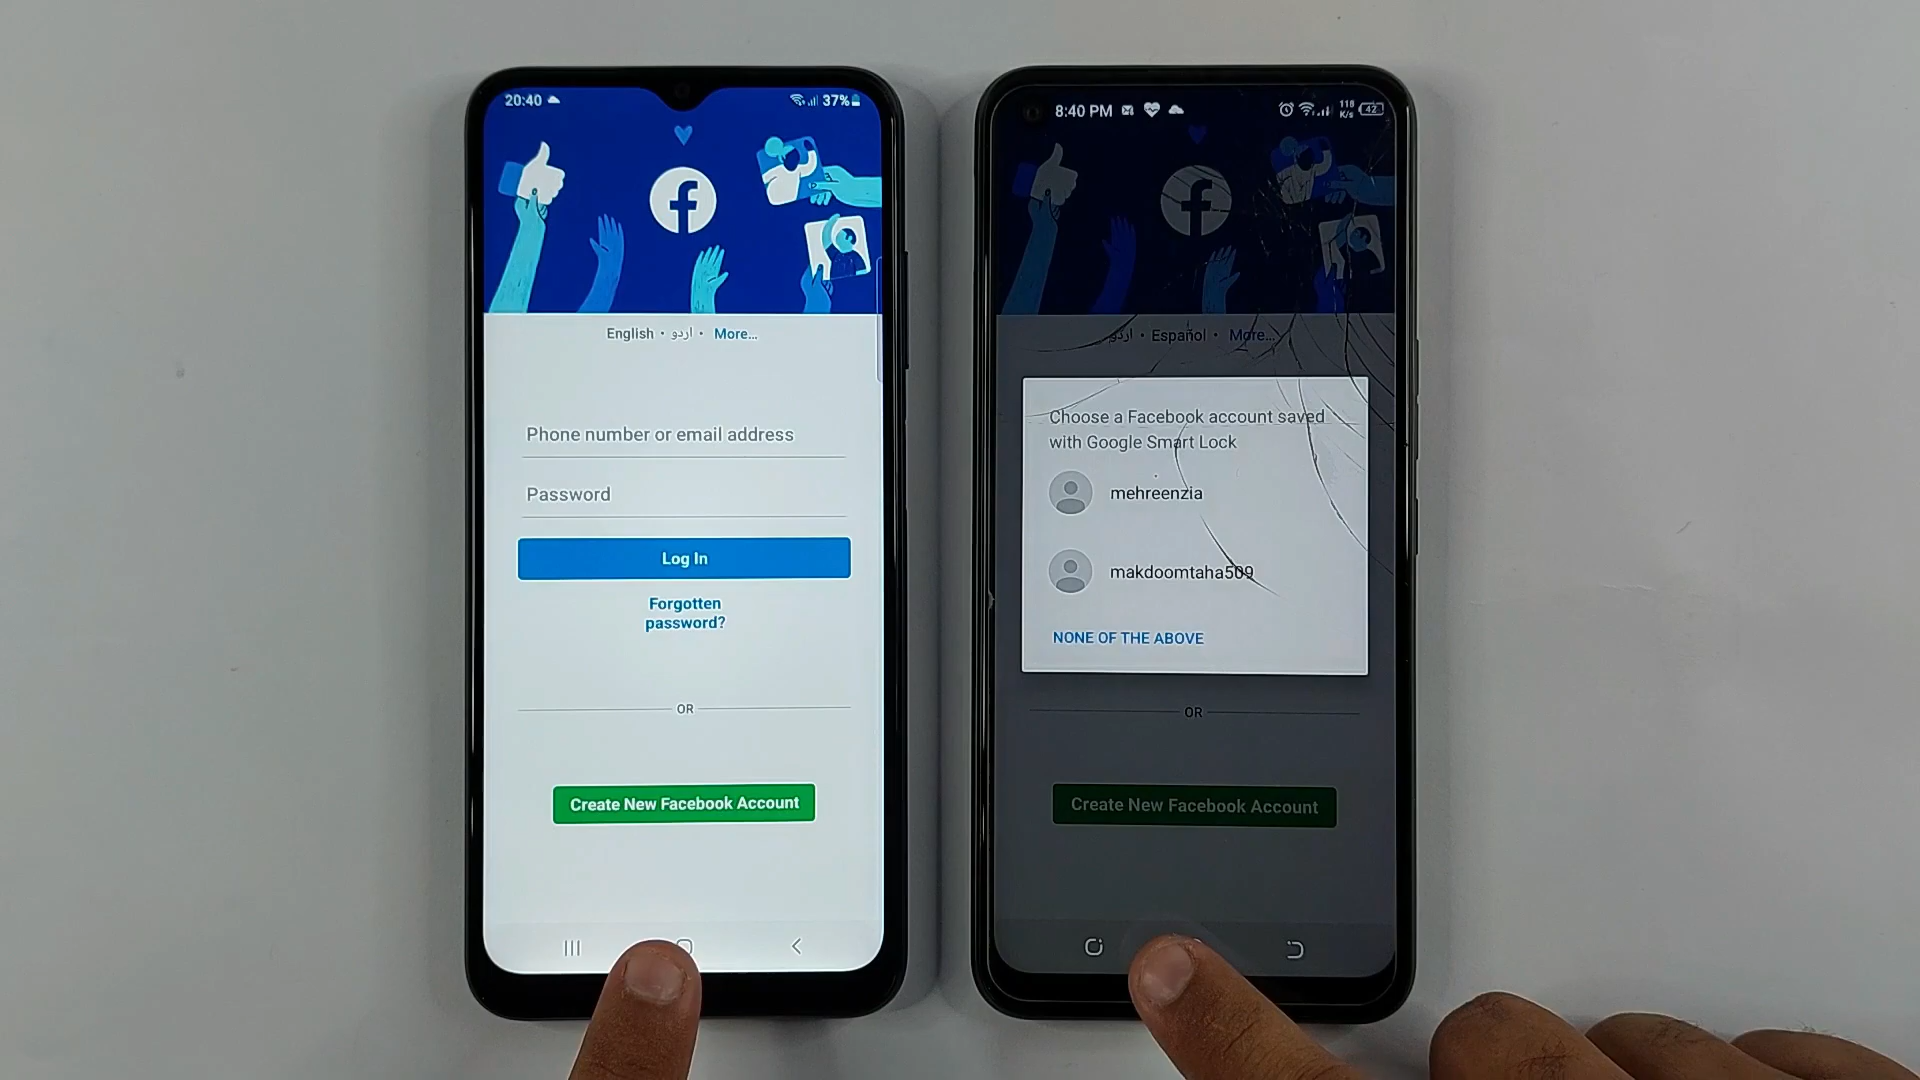 20:40
37%
English • اردو • More...
Phone number or email address
Password
Log In
Forgotten
password?
OR
Create New Facebook Account
8:40 PM
118
K/s
42
اردو • Español • More...
Choose a Facebook account saved
with Google Smart Lock
mehreenzia
makdoomtaha509
NONE OF THE ABOVE
OR
Create New Facebook Account